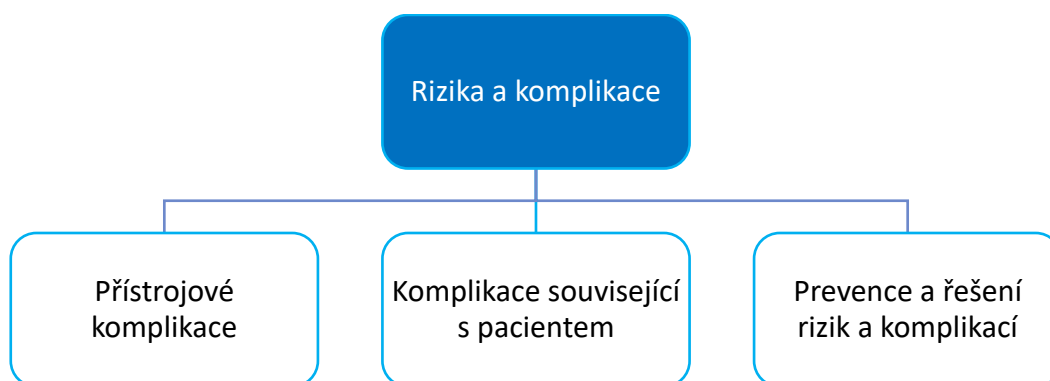 Rizika a komplikace
Přístrojové
komplikace
Komplikace související
s pacientem
Prevence a řešení
rizik a komplikací